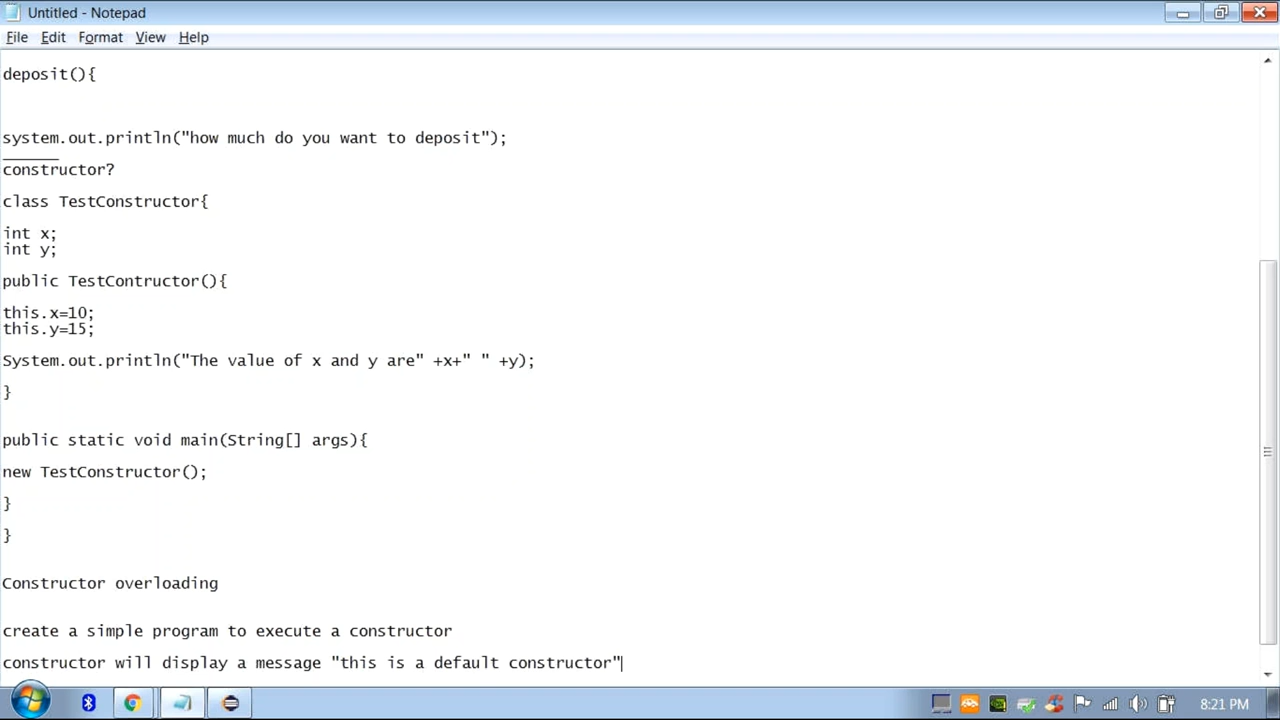 Untitled - Notepad
File Edit Format View Help
deposit(){
system.out.println("how much do you want to deposit");
______
constructor?
class TestConstructor{
int x;
int y;
public TestContructor(){
this.x=10;
this.y=15;
System.out.println("The value of x and y are" +x+" " +y);
}
public static void main(String[] args){
new TestConstructor();
}
}
Constructor overloading
create a simple program to execute a constructor
constructor will display a message "this is a default constructor"
8:21 PM